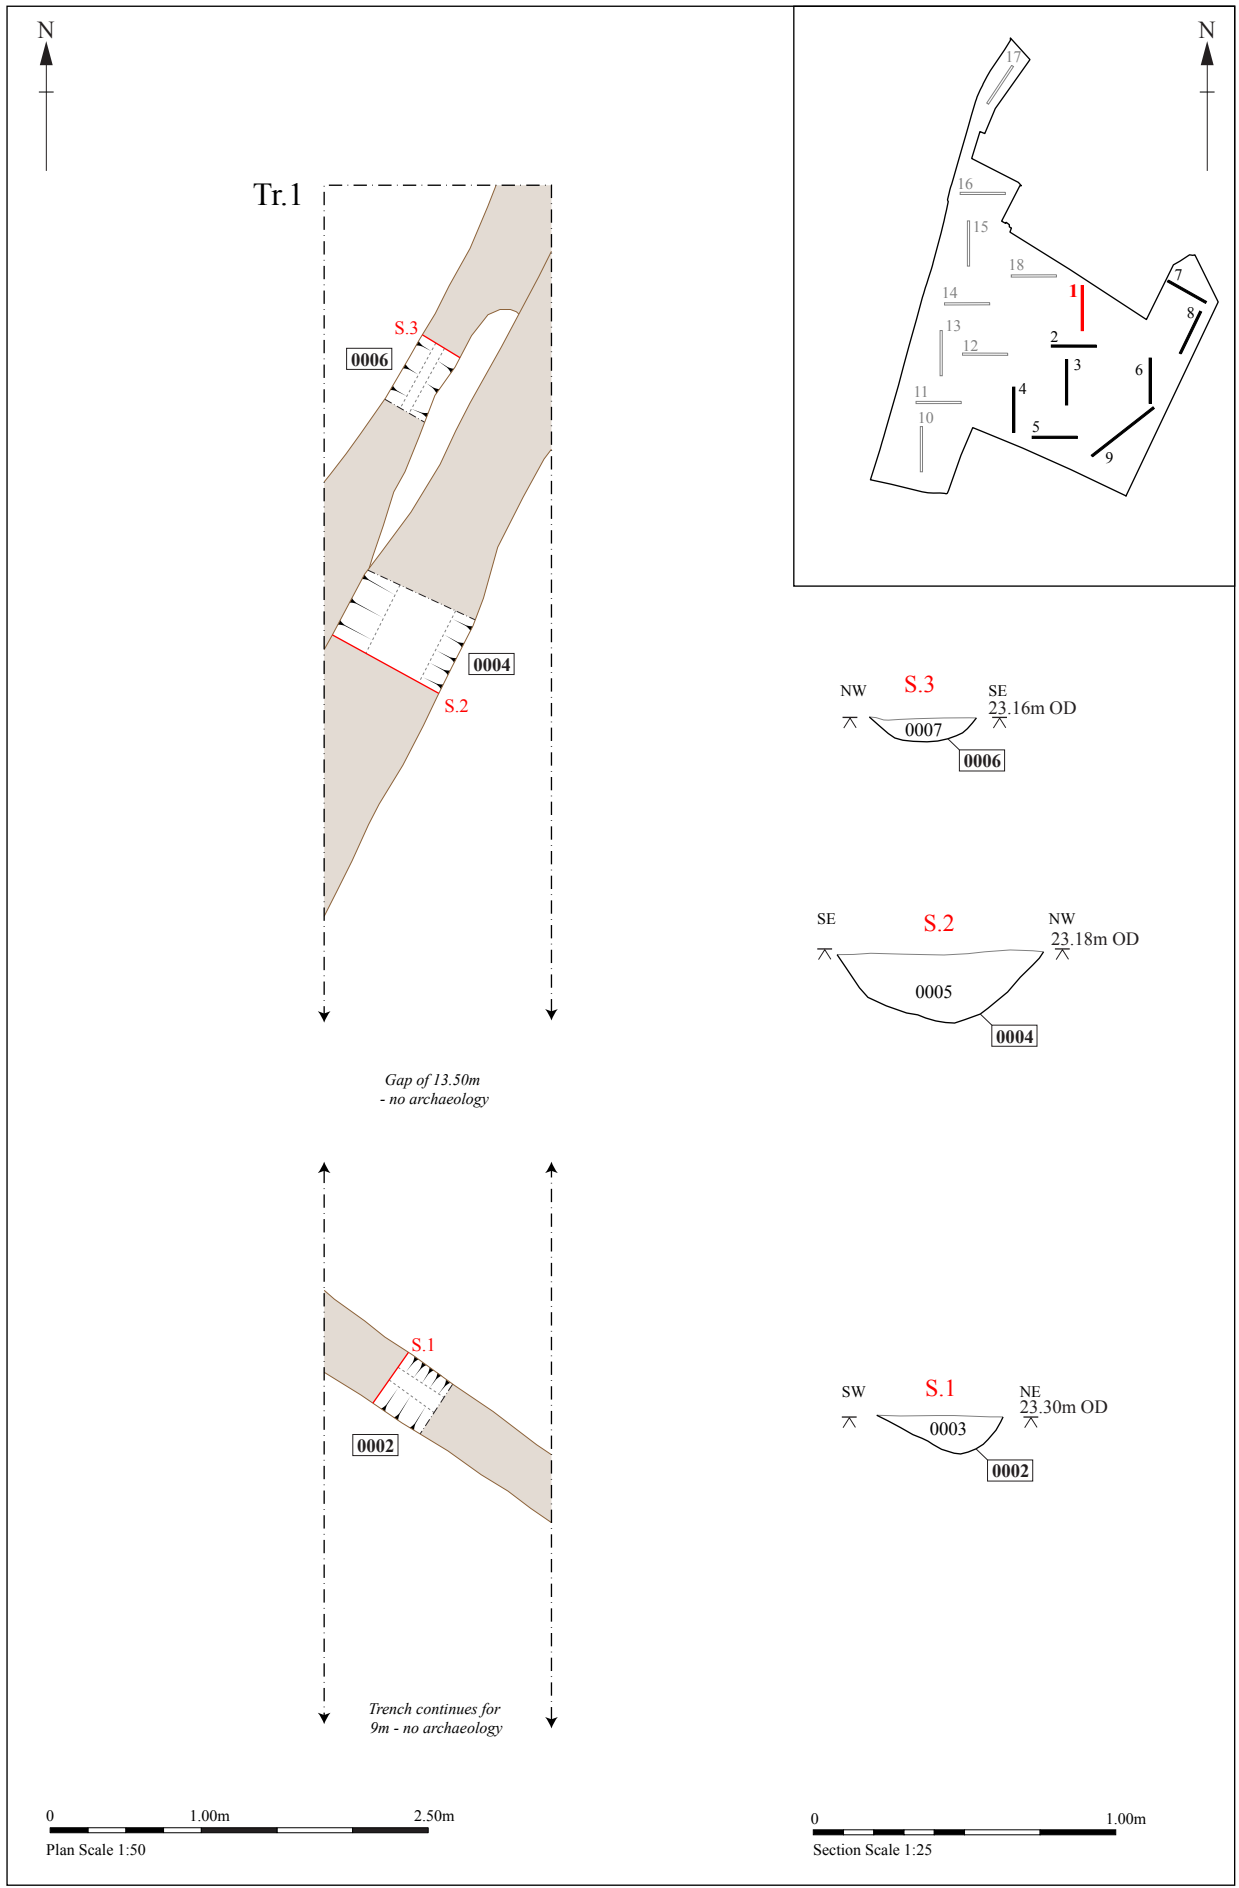 N
N
17
Tr.1
16
15
18
7
14
1
8
13
2
S.3
0006
12
3
6
4
11
10
5
9
0004
S.2
S.3
NW
SE
23.16m OD
0007
0006
SE
S.2
NW
23.18m OD
0005
0004
Gap of 13.50m
- no archaeology
S.1
SW
S.1
NE
23.30m OD
0003
0002
0002
Trench continues for
9m - no archaeology
0 1.00m 2.50m
Plan Scale 1:50
0 1.00m
Section Scale 1:25